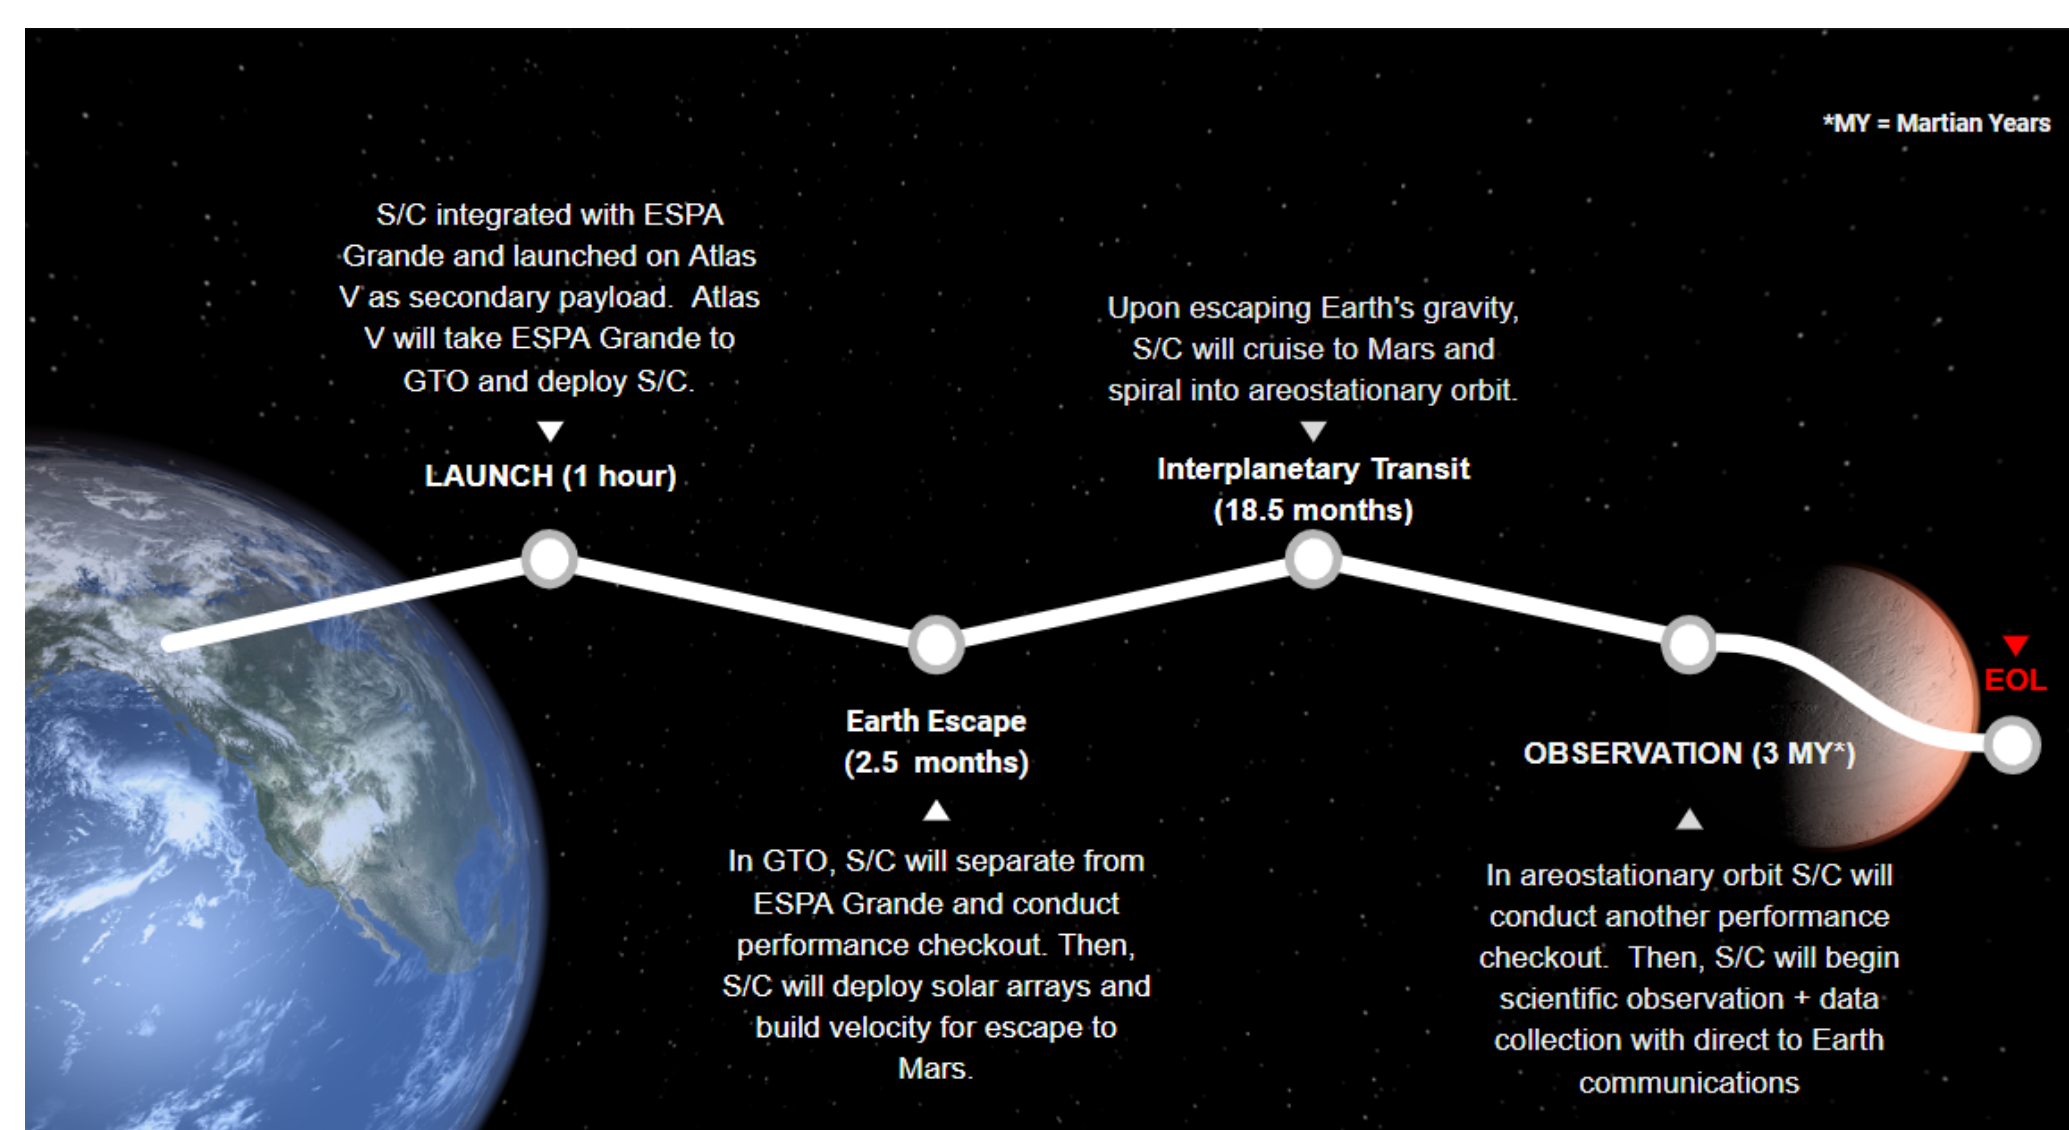 *MY = Martian Years
S/C integrated with ESPA
Grande and launched on Atlas
V as secondary payload.  Atlas
V will take ESPA Grande to
GTO and deploy S/C.
LAUNCH (1 hour)
Earth Escape
(2.5  months)
In GTO, S/C will separate from
ESPA Grande and conduct
performance checkout. Then,
S/C will deploy solar arrays and
build velocity for escape to
Mars.
Upon escaping Earth's gravity,
S/C will cruise to Mars and
spiral into areostationary orbit.
Interplanetary Transit
(18.5 months)
OBSERVATION (3 MY*)
In areostationary orbit S/C will
conduct another performance
checkout.  Then, S/C will begin
scientific observation + data
collection with direct to Earth
communications
EOL